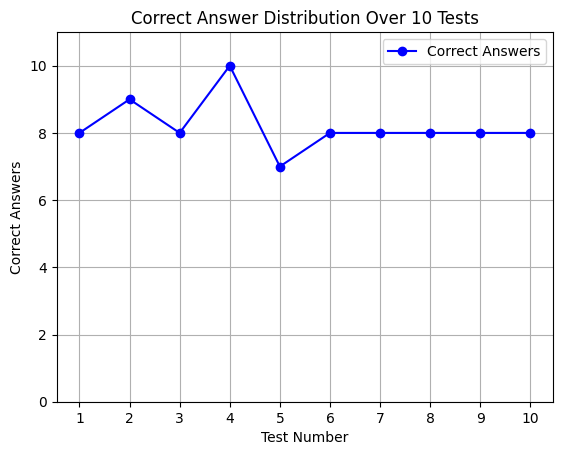 Correct Answer Distribution Over 10 Tests
Correct Answers
10
8
6
4
2
0
Correct Answers
1 2 3 4 5 6 7 8 9 10
Test Number